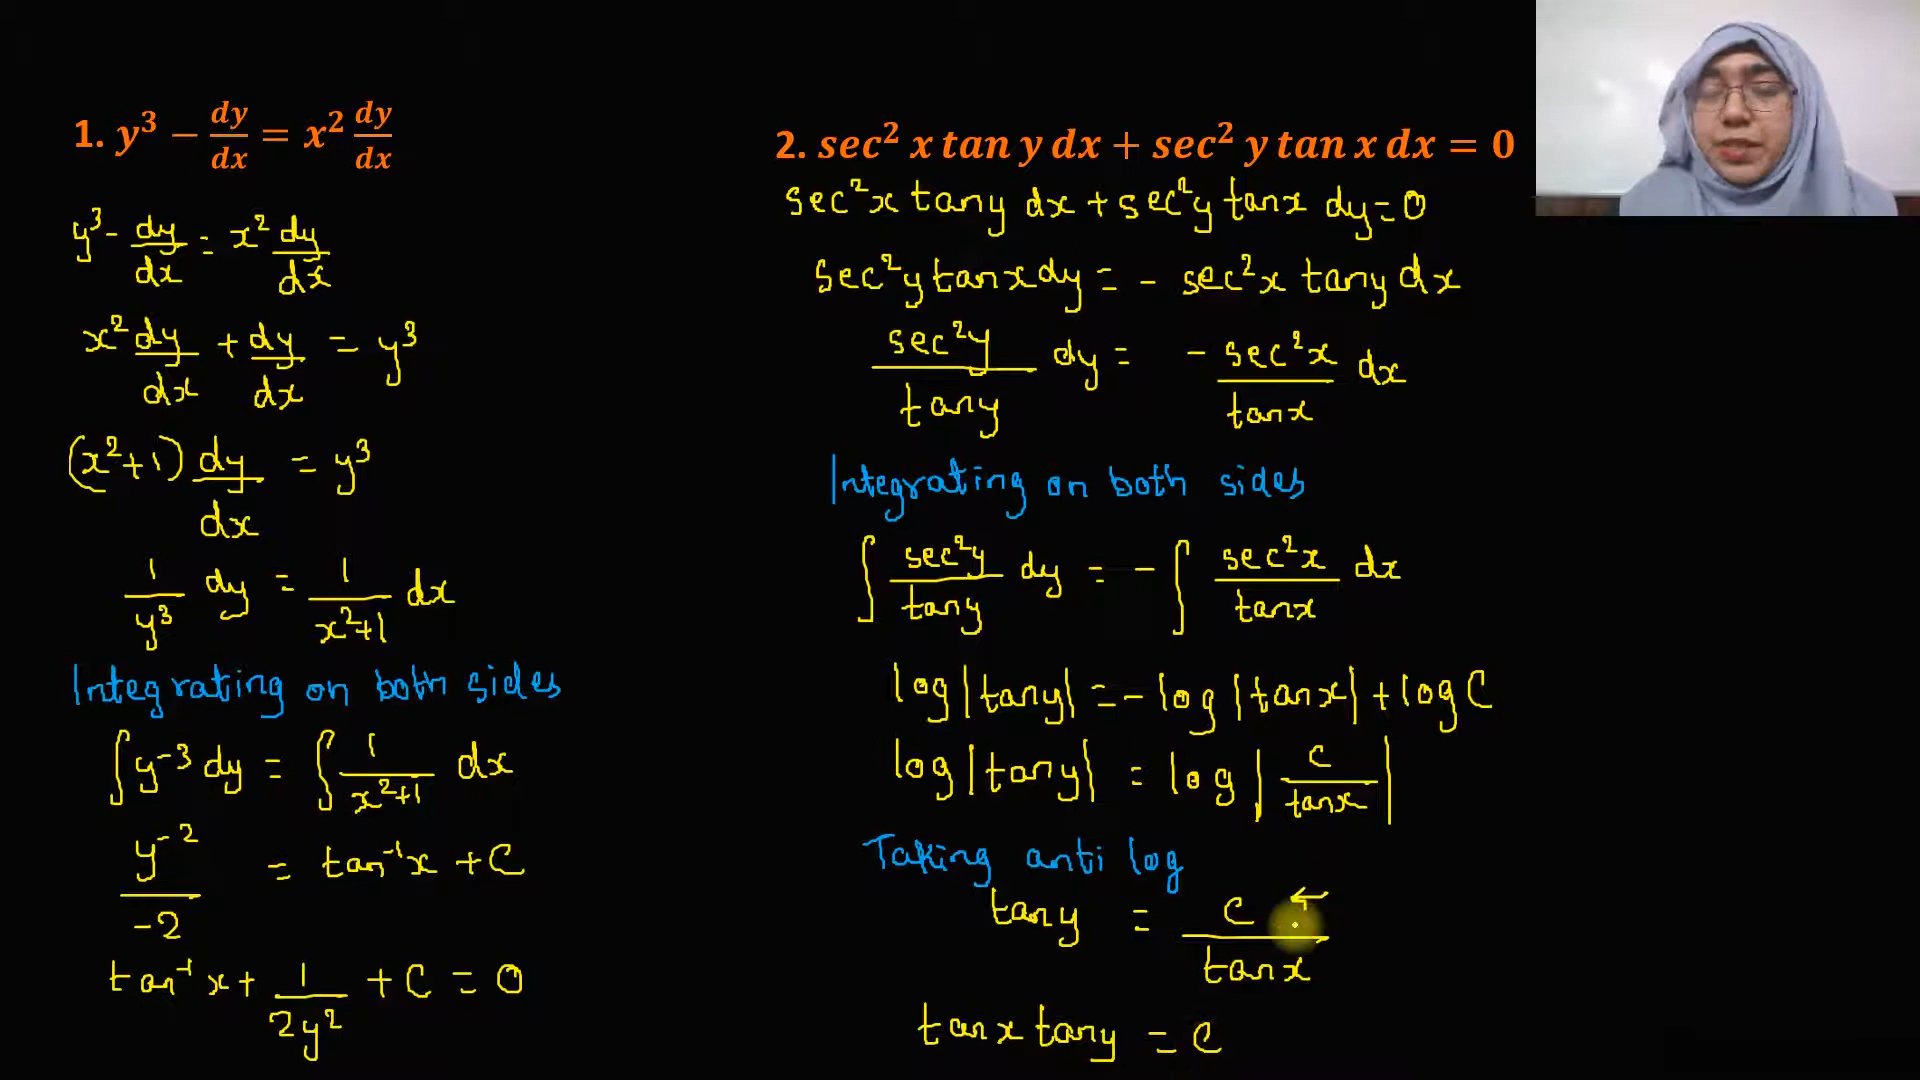 1. y³ − dy/dx = x² dy/dx
y³ - dy/dx = x² dy/dx
x² dy/dx + dy/dx = y³
(x²+1) dy/dx = y³
1/y³ dy = 1/(x²+1) dx
Integrating on both sides
∫ y⁻³ dy = ∫ 1/(x²+1) dx
y⁻²/-2 = tan⁻¹x + C
tan⁻¹x + 1/2y² + C = 0
2. sec² x tan y dx + sec² y tan x dx = 0
sec²x tany dx + sec²y tanx dy = 0
sec²y tanx dy = - sec²x tany dx
sec²y/tany dy = - sec²x/tanx dx
Integrating on both sides
∫ sec²y/tany dy = - ∫ sec²x/tanx dx
log|tany| = - log|tanx| + log C
log|tany| = log|c/tanx|
Taking anti log
tany = c/tanx
tanx tany = c